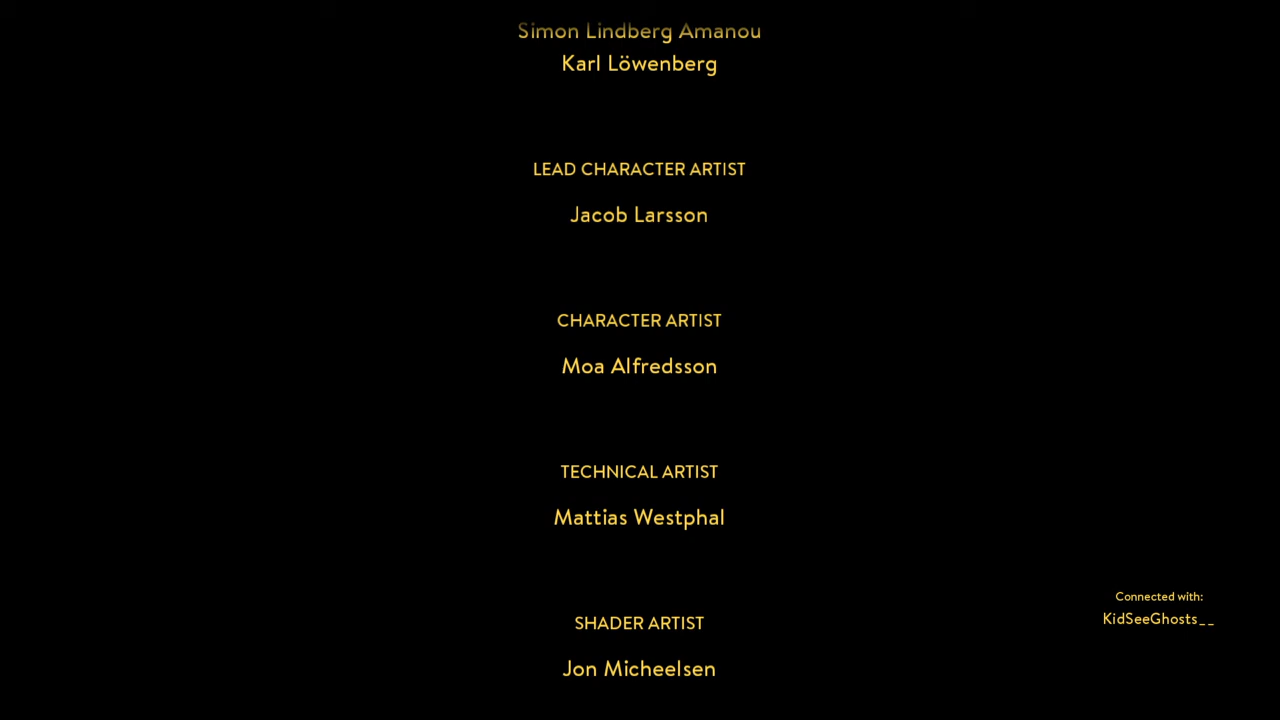 Simon Lindberg Amanou
Karl Löwenberg
LEAD CHARACTER ARTIST
Jacob Larsson
CHARACTER ARTIST
Moa Alfredsson
TECHNICAL ARTIST
Mattias Westphal
Connected with:
KidSeeGhosts__
SHADER ARTIST
Jon Micheelsen